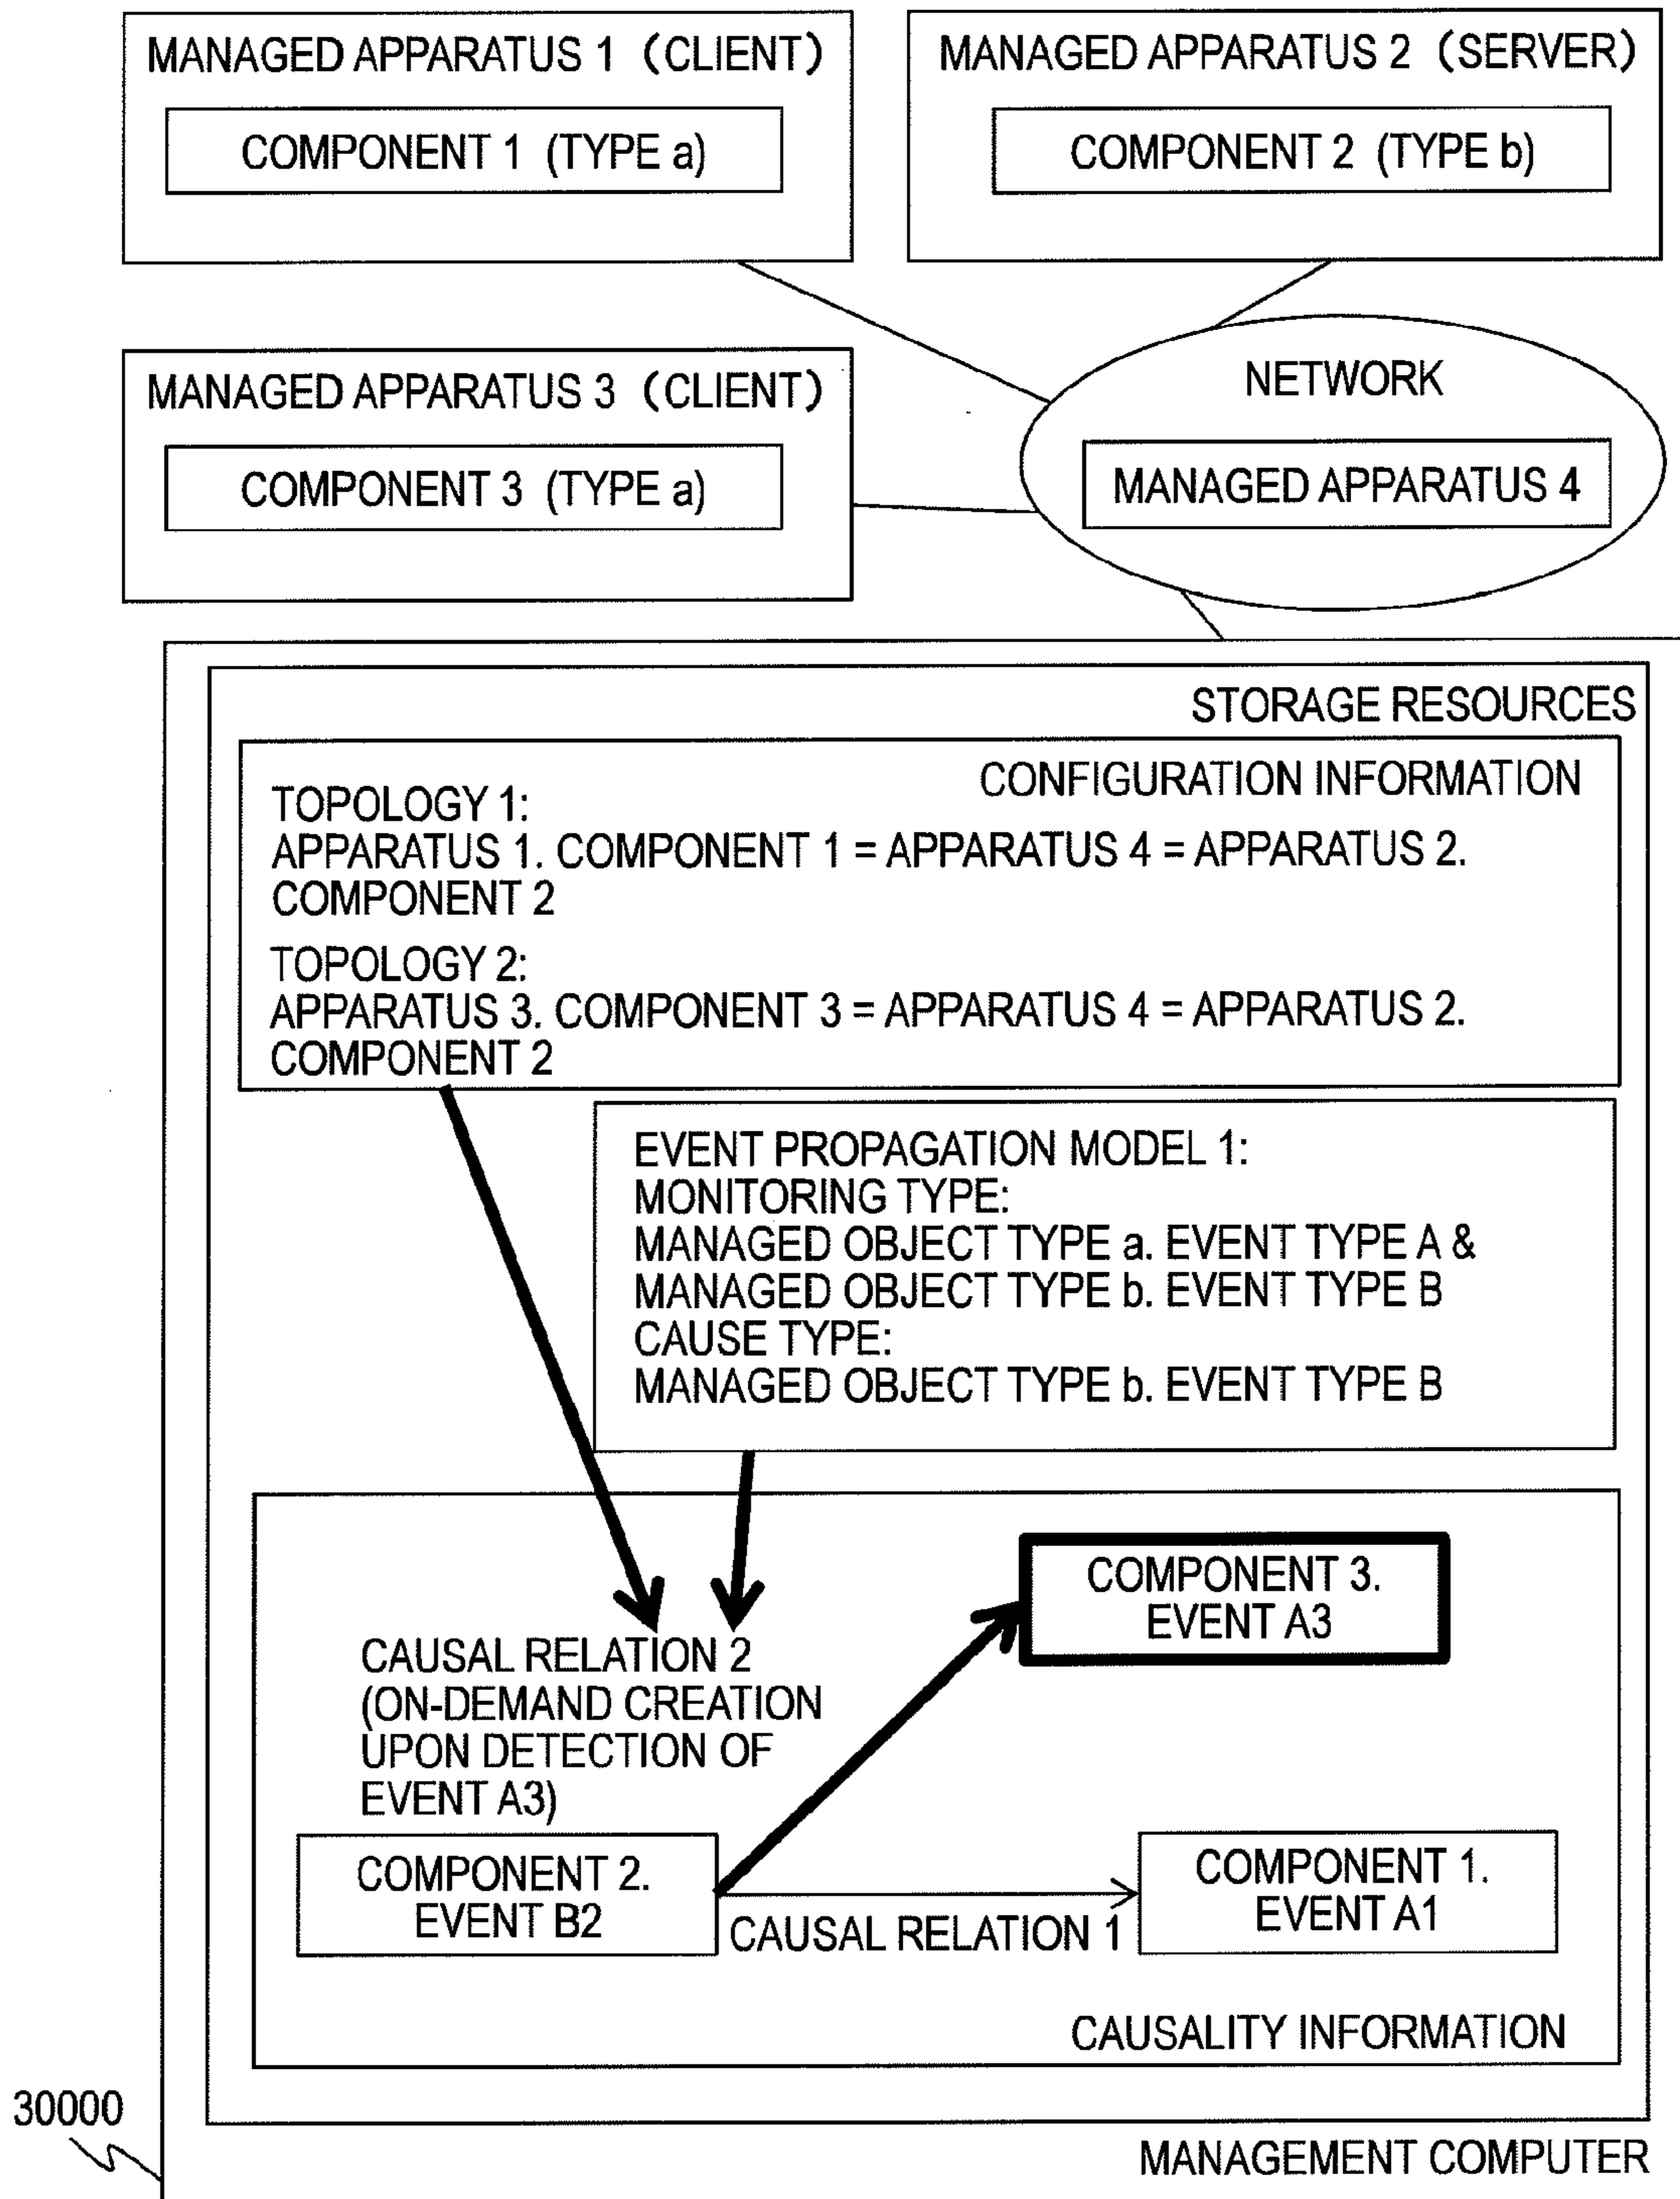 MANAGED APPARATUS 1 (CLIENT)
COMPONENT 1 (TYPE a)
MANAGED APPARATUS 2 (SERVER)
COMPONENT 2 (TYPE b)
MANAGED APPARATUS 3 (CLIENT)
COMPONENT 3 (TYPE a)
NETWORK
MANAGED APPARATUS 4
STORAGE RESOURCES
CONFIGURATION INFORMATION
TOPOLOGY 1:
APPARATUS 1. COMPONENT 1 = APPARATUS 4 = APPARATUS 2.
COMPONENT 2
TOPOLOGY 2:
APPARATUS 3. COMPONENT 3 = APPARATUS 4 = APPARATUS 2.
COMPONENT 2
EVENT PROPAGATION MODEL 1:
MONITORING TYPE:
MANAGED OBJECT TYPE a. EVENT TYPE A &
MANAGED OBJECT TYPE b. EVENT TYPE B
CAUSE TYPE:
MANAGED OBJECT TYPE b. EVENT TYPE B
COMPONENT 3.
EVENT A3
CAUSAL RELATION 2
(ON-DEMAND CREATION
UPON DETECTION OF
EVENT A3)
COMPONENT 2.
EVENT B2
CAUSAL RELATION 1
COMPONENT 1.
EVENT A1
CAUSALITY INFORMATION
30000
MANAGEMENT COMPUTER